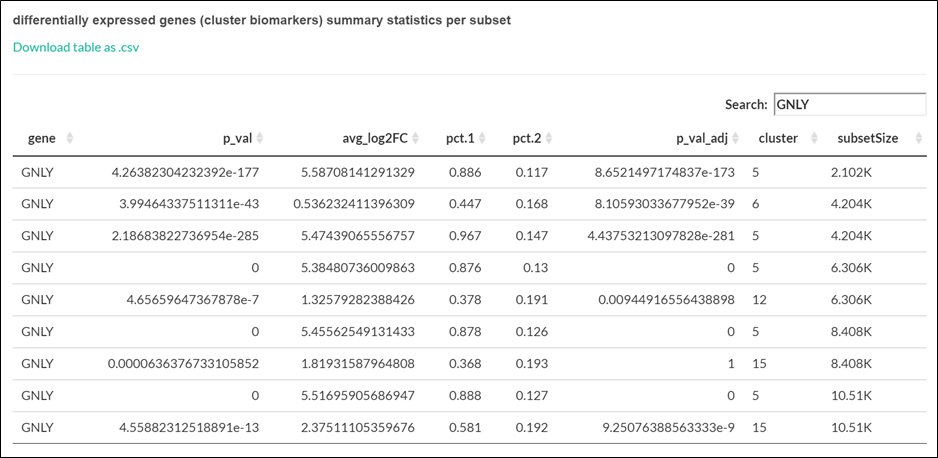 differentially expressed genes (cluster biomarkers) summary statistics per subset
Download table as .csv
Search: GNLY
gene p_val avg_log2FC pct.1 pct.2 p_val_adj cluster subsetSize
GNLY 4.26382304232392e-177 5.58708141291329 0.886 0.117 8.6521497174837e-173 5 2.102K
GNLY 3.99464337511311e-43 0.536232411396309 0.447 0.168 8.10593033677952e-39 6 4.204K
GNLY 2.18683822736954e-285 5.47439065556757 0.967 0.147 4.43753213097828e-281 5 4.204K
GNLY 0 5.38480736009863 0.876 0.13 0 5 6.306K
GNLY 4.65659647367878e-7 1.32579282388426 0.378 0.191 0.00944916556438898 12 6.306K
GNLY 0 5.45562549131433 0.878 0.126 0 5 8.408K
GNLY 0.0000636376733105852 1.81931587964808 0.368 0.193 1 15 8.408K
GNLY 0 5.51695905686947 0.888 0.127 0 5 10.51K
GNLY 4.55882312518891e-13 2.37511105359676 0.581 0.192 9.25076388563333e-9 15 10.51K